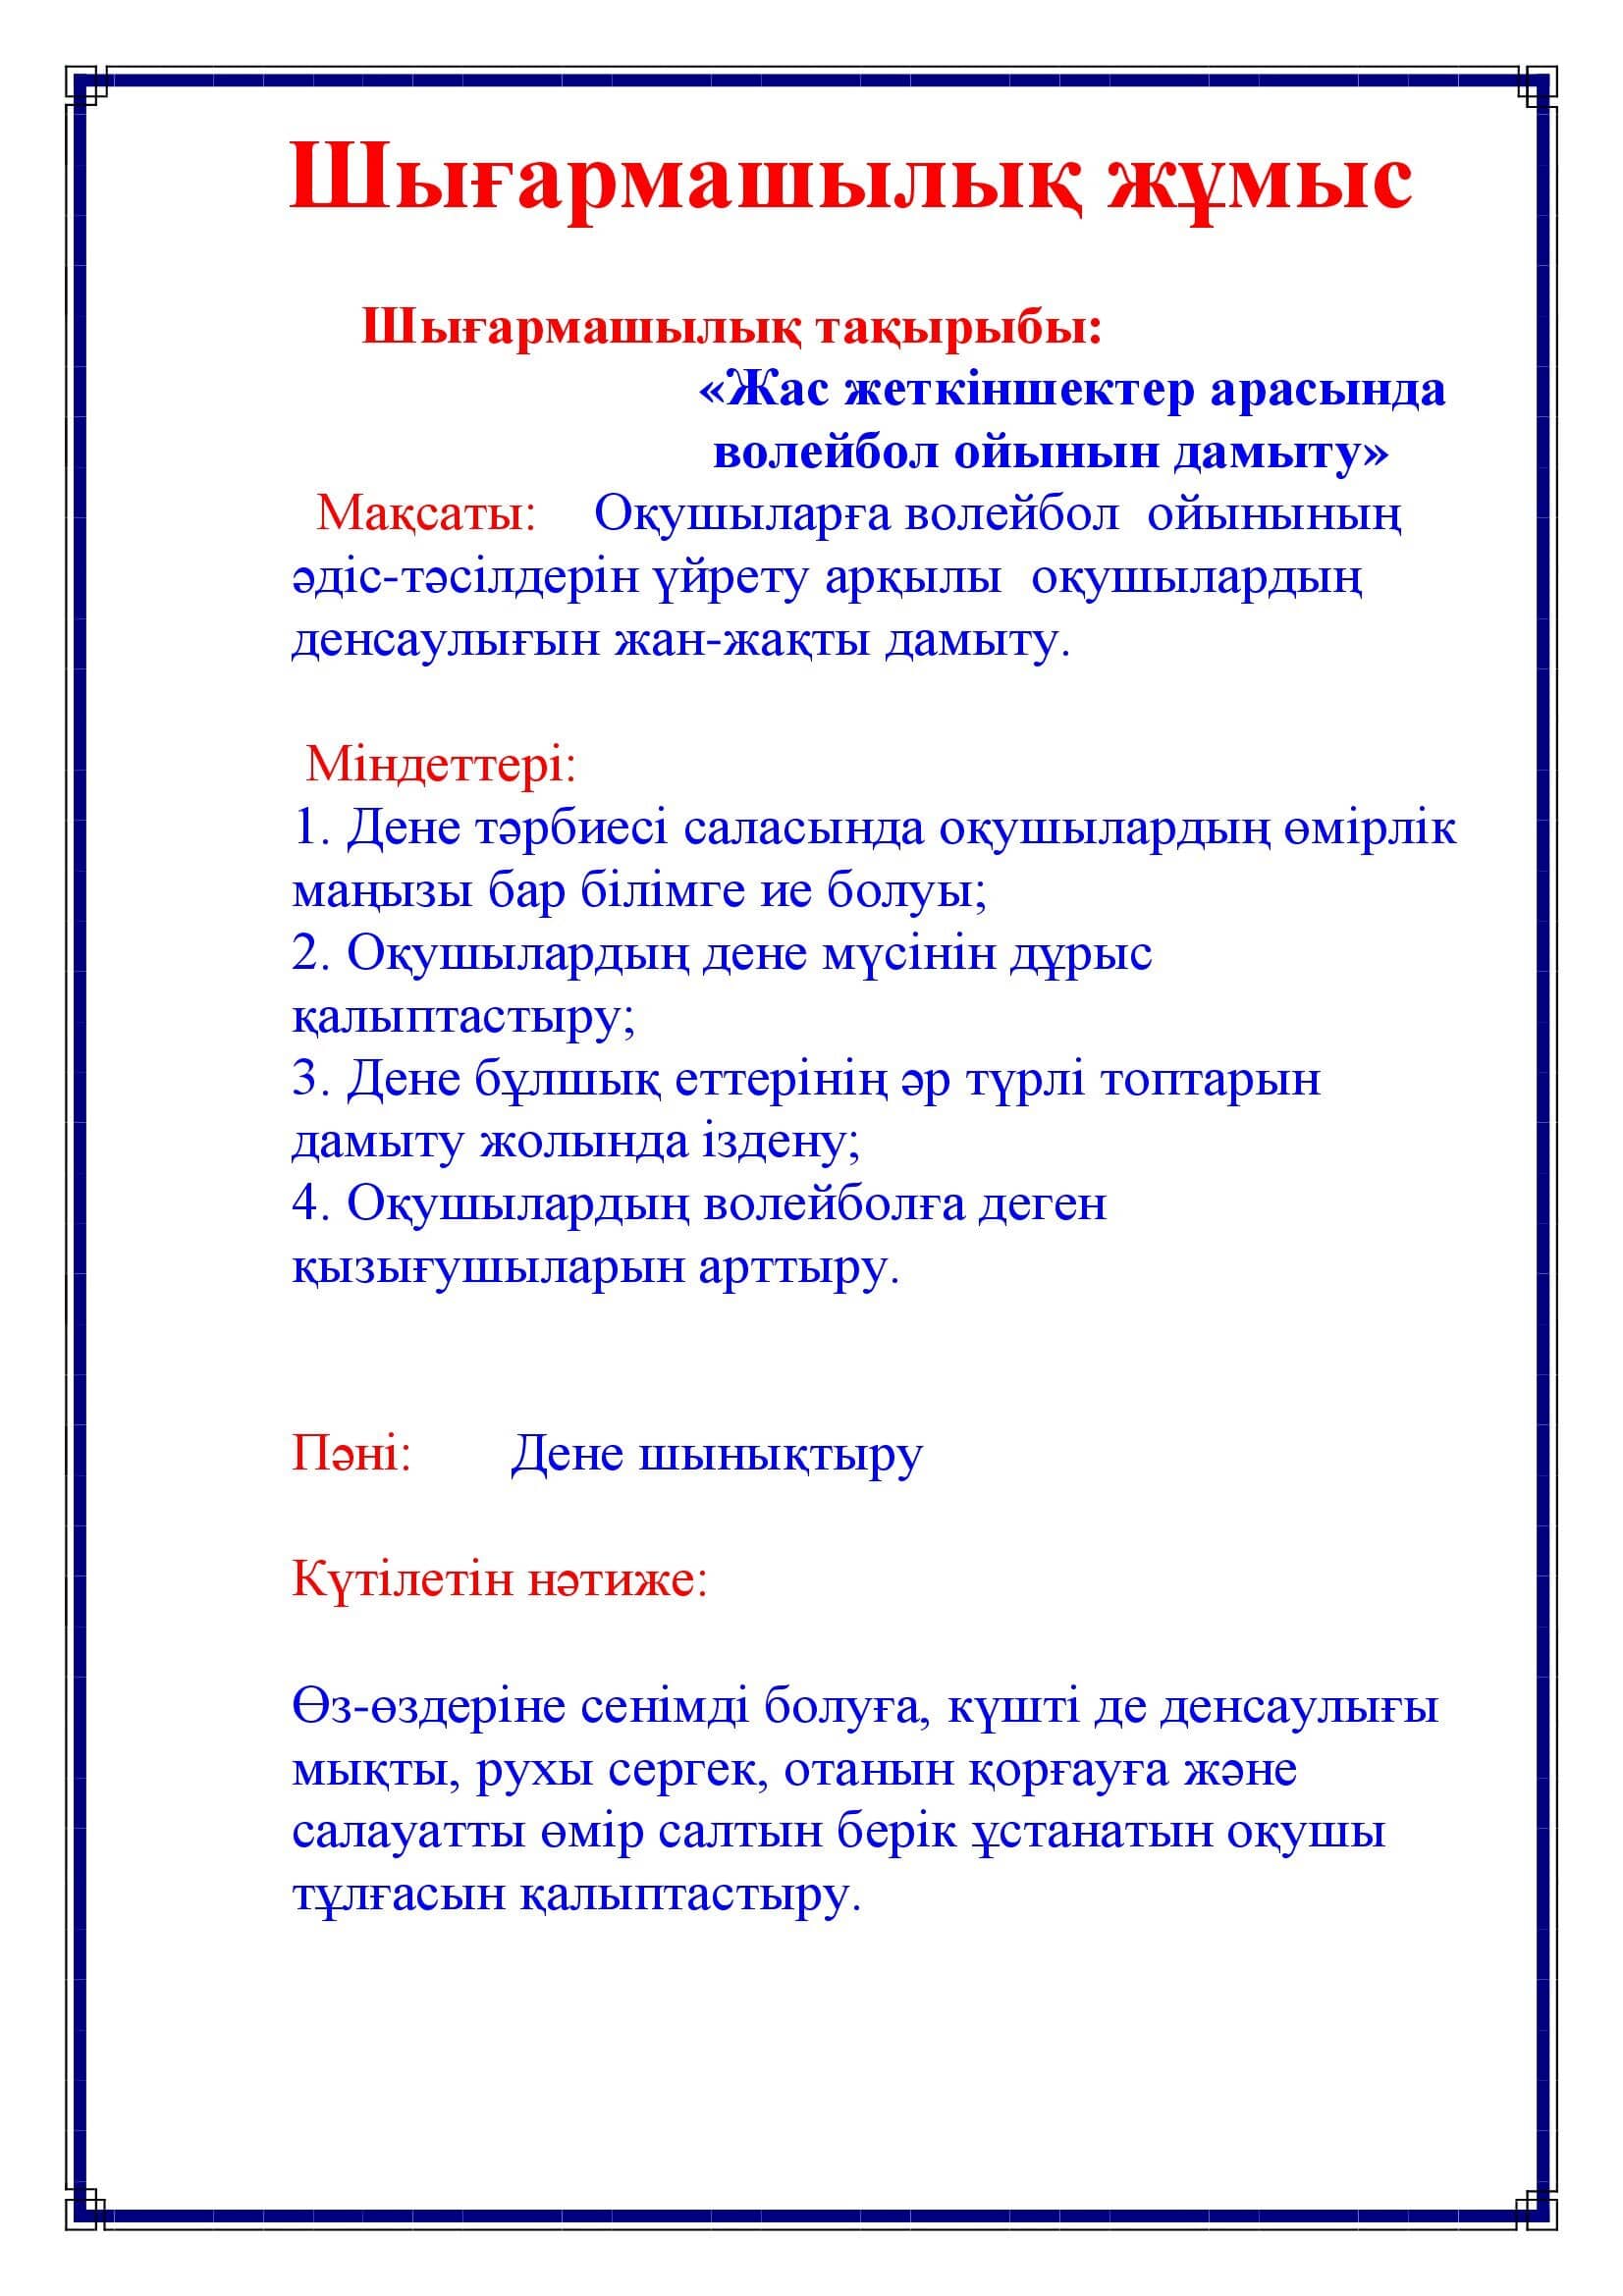 Шығармашылық жұмыс
Шығармашылық тақырыбы:
«Жас жеткіншектер арасында
волейбол ойынын дамыту»
Мақсаты: Оқушыларға волейбол ойынының
әдіс-тәсілдерін үйрету арқылы оқушылардың
денсаулығын жан-жақты дамыту.
Міндеттері:
1. Дене тәрбиесі саласында оқушылардың өмірлік
маңызы бар білімге ие болуы;
2. Оқушылардың дене мүсінін дұрыс
қалыптастыру;
3. Дене бұлшық еттерінің әр түрлі топтарын
дамыту жолында іздену;
4. Оқушылардың волейболға деген
қызығушыларын арттыру.
Пәні: Дене шынықтыру
Күтілетін нәтиже:
Өз-өздеріне сенімді болуға, күшті де денсаулығы
мықты, рухы сергек, отанын қорғауға және
салауатты өмір салтын берік ұстанатын оқушы
тұлғасын қалыптастыру.